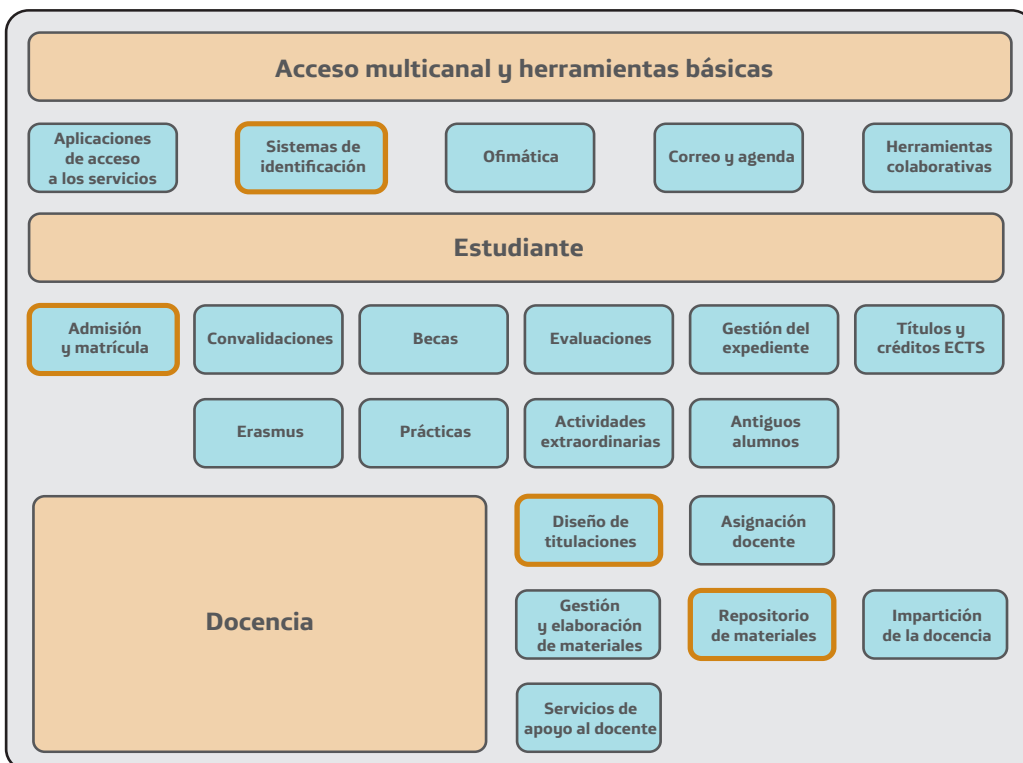 Acceso multicanal y herramientas básicas
Aplicaciones
de acceso
a los servicios
Sistemas de
identificación
Ofimática
Correo y agenda
Herramientas
colaborativas
Estudiante
Admisión
y matrícula
Convalidaciones
Becas
Evaluaciones
Gestión del
expediente
Títulos y
créditos ECTS
Erasmus
Prácticas
Actividades
extraordinarias
Antiguos
alumnos
Docencia
Diseño de
titulaciones
Asignación
docente
Gestión
y elaboración
de materiales
Repositorio
de materiales
Impartición
de la docencia
Servicios de
apoyo al docente